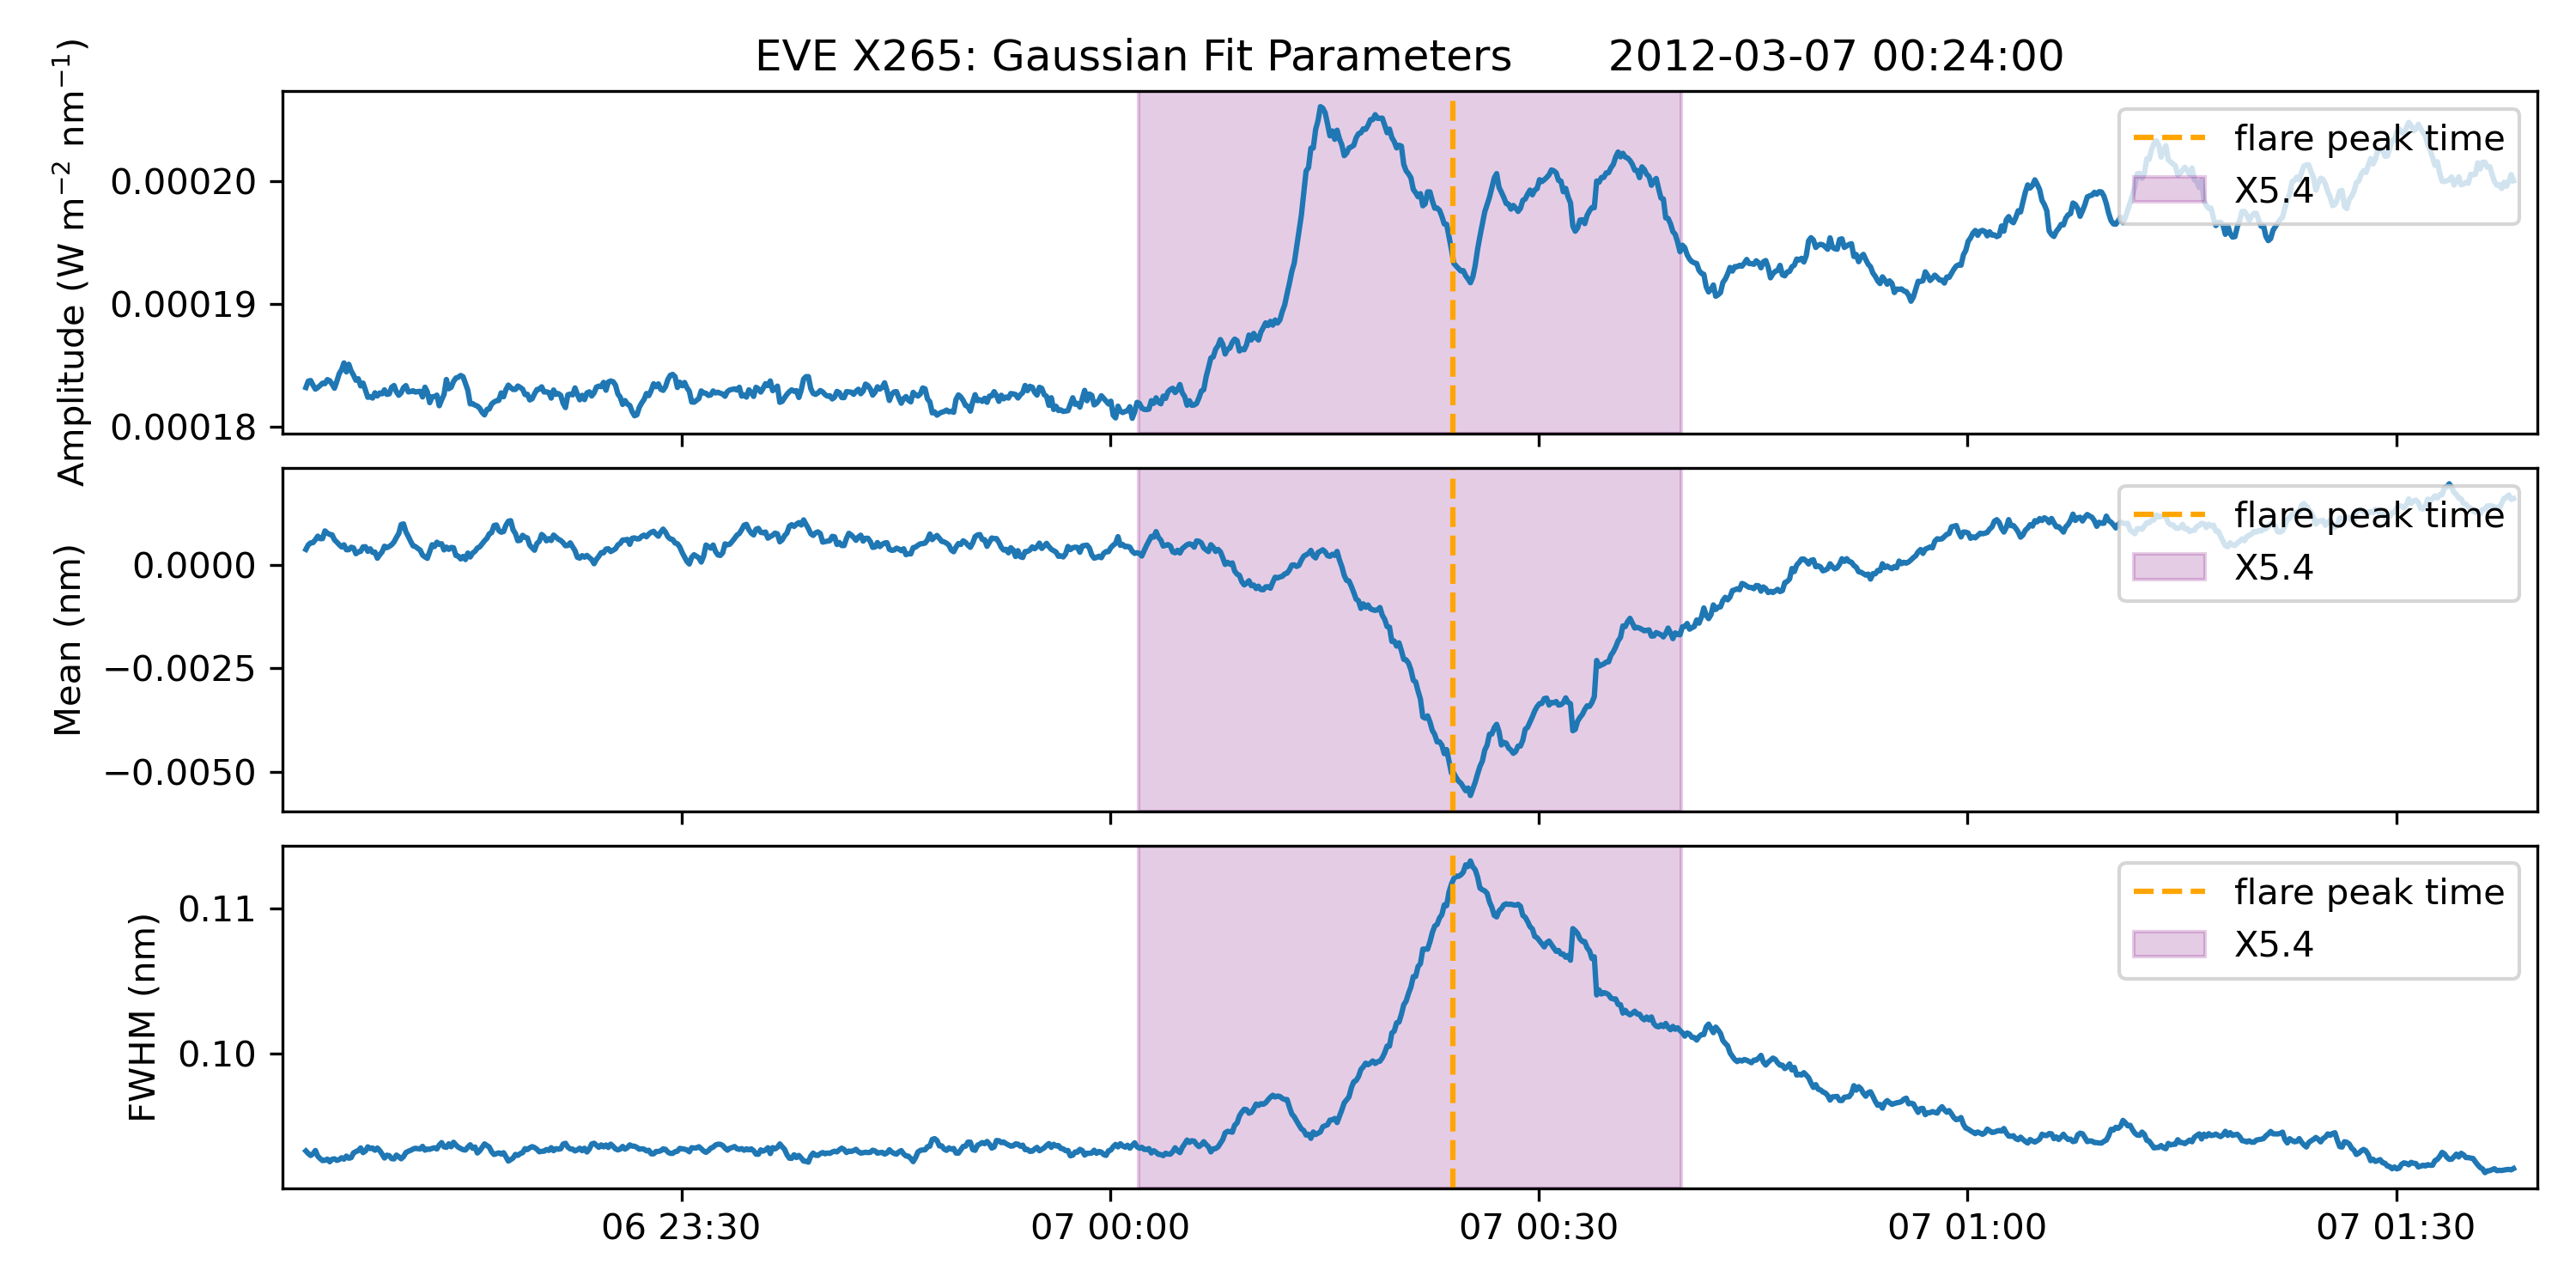 EVE X265: Gaussian Fit Parameters 2012-03-07 00:24:00
Amplitude (W m⁻² nm⁻¹)
0.00020
0.00019
0.00018
flare peak time
X5.4
Mean (nm)
0.0000
−0.0025
−0.0050
flare peak time
X5.4
FWHM (nm)
0.11
0.10
flare peak time
X5.4
06 23:30 07 00:00 07 00:30 07 01:00 07 01:30